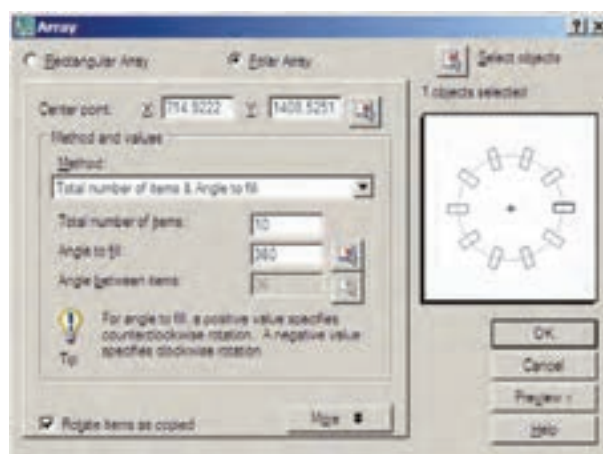 Array
Rectangular Array
Polar Array
Select objects
1 objects selected
Center point: X: 714.9222 Y: 1408.5251
Method and values
Method:
Total number of items & Angle to fill
Total number of items: 10
Angle to fill: 360
Angle between items: 36
Tip
For angle to fill, a positive value specifies
counterclockwise rotation. A negative value
specifies clockwise rotation.
Rotate items as copied
More
OK
Cancel
Preview <
Help